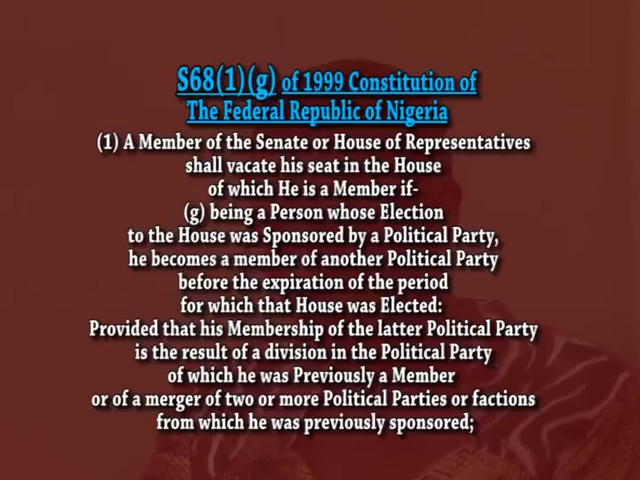 S68(1)(g) of 1999 Constitution of
The Federal Republic of Nigeria
(1) A Member of the Senate or House of Representatives
shall vacate his seat in the House
of which He is a Member if-
(g) being a Person whose Election
to the House was Sponsored by a Political Party,
he becomes a member of another Political Party
before the expiration of the period
for which that House was Elected:
Provided that his Membership of the latter Political Party
is the result of a division in the Political Party
of which he was Previously a Member
or of a merger of two or more Political Parties or factions
from which he was previously sponsored;